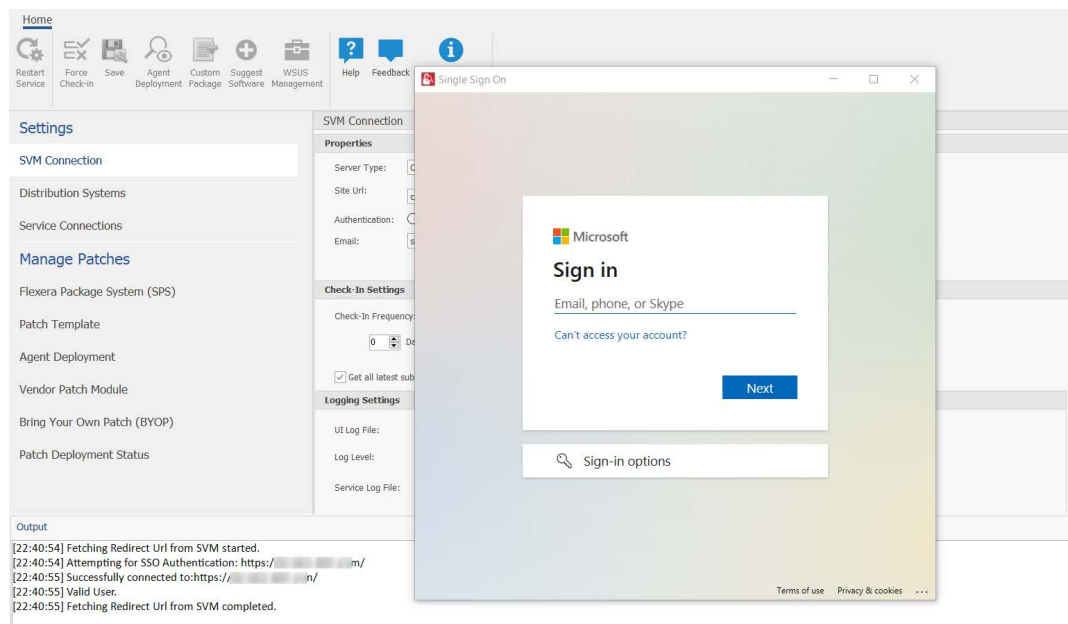 Home
Restart Service
Force Check-in
Save
Agent Deployment
Custom Package
Suggest Software
WSUS Management
Help
Feedback
Single Sign On
Settings
SVM Connection
Distribution Systems
Service Connections
Manage Patches
Flexera Package System (SPS)
Patch Template
Agent Deployment
Vendor Patch Module
Bring Your Own Patch (BYOP)
Patch Deployment Status
SVM Connection
Properties
Server Type:
Site Url:
Authentication:
Email:
Check-In Settings
Check-In Frequency:
0 Da
Get all latest sub
Logging Settings
UI Log File:
Log Level:
Service Log File:
Microsoft
Sign in
Email, phone, or Skype
Can't access your account?
Next
Sign-in options
Terms of use Privacy & cookies ...
Output
[22:40:54] Fetching Redirect Url from SVM started.
[22:40:54] Attempting for SSO Authentication: https:/ m/
[22:40:55] Successfully connected to:https:// n/
[22:40:55] Valid User.
[22:40:55] Fetching Redirect Url from SVM completed.